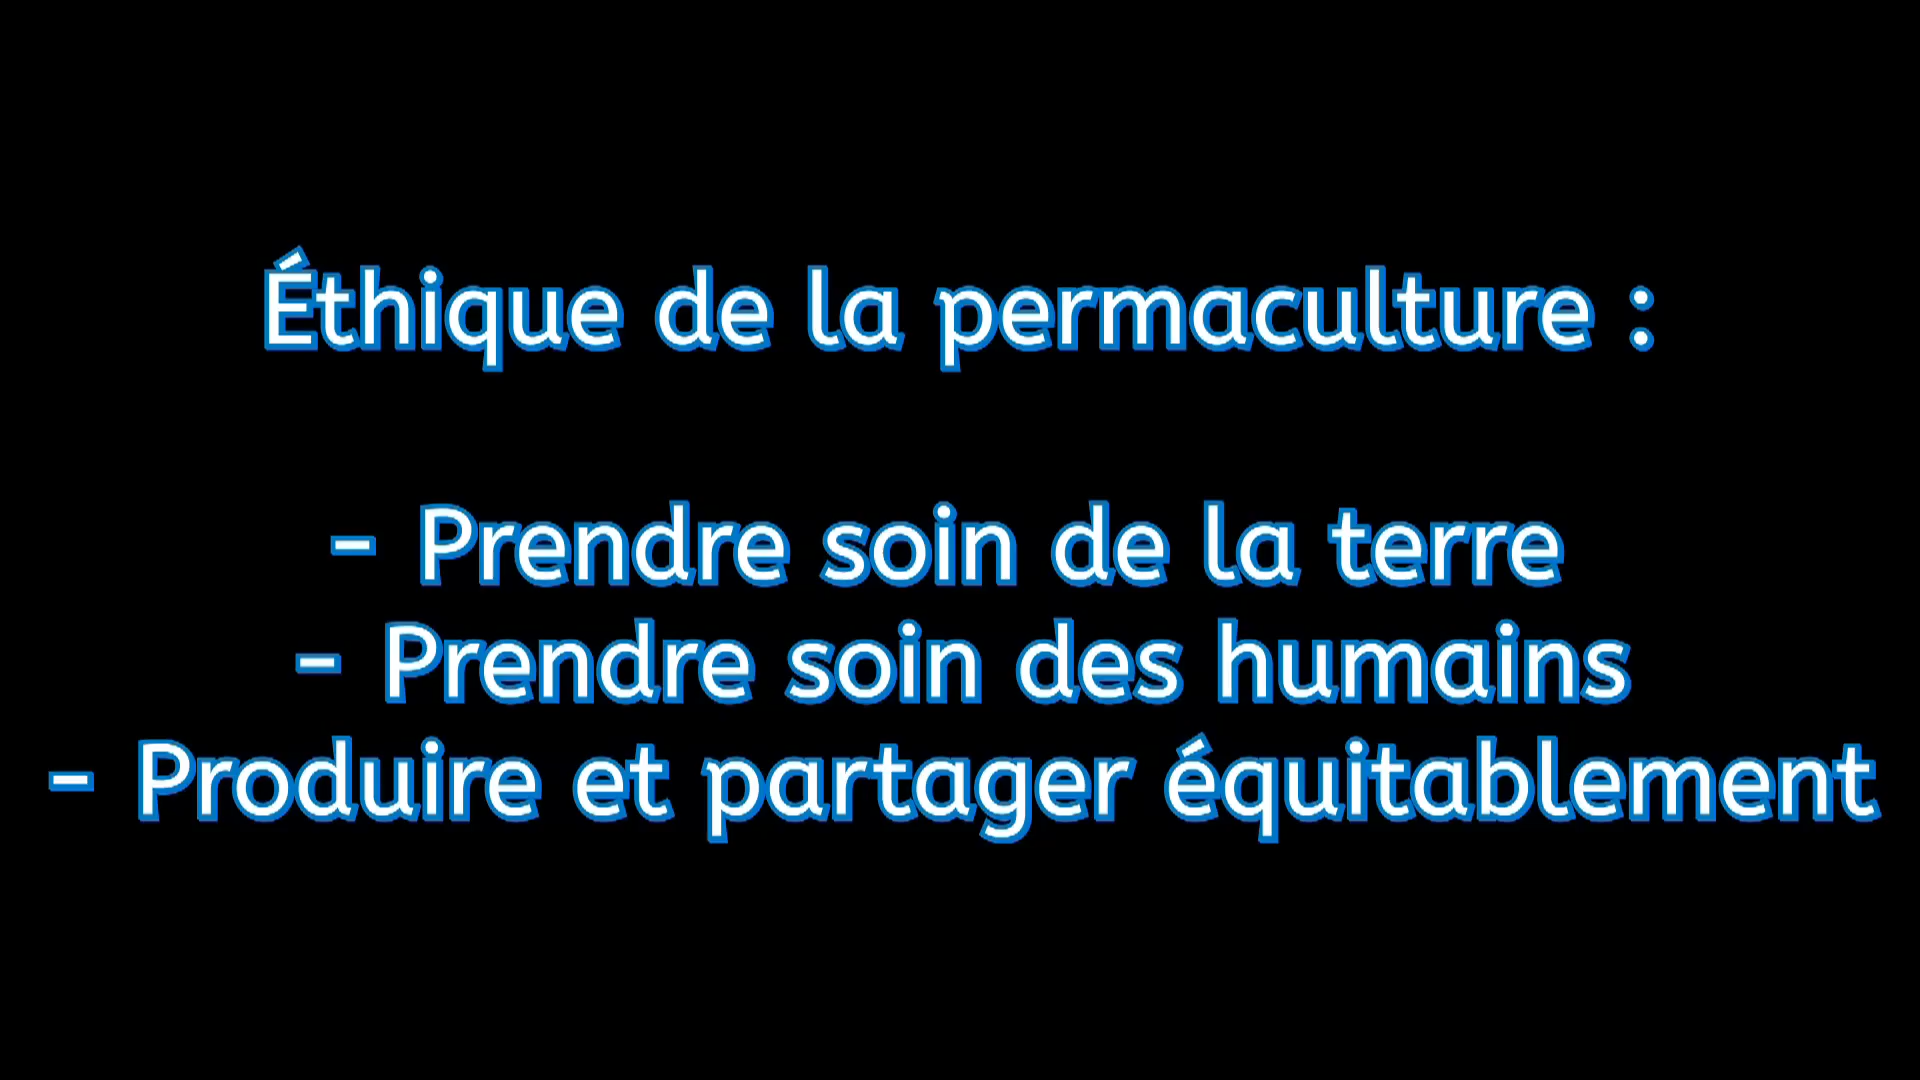 Éthique de la permaculture :
- Prendre soin de la terre
- Prendre soin des humains
- Produire et partager équitablement